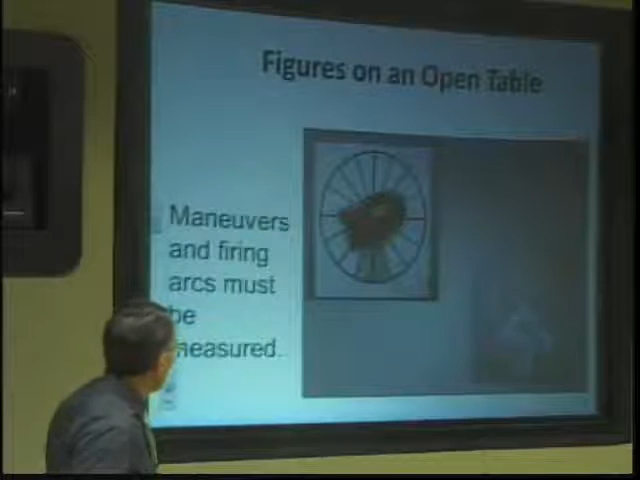 Figures on an Open Table
Maneuvers
and firing
arcs must
be
measured.